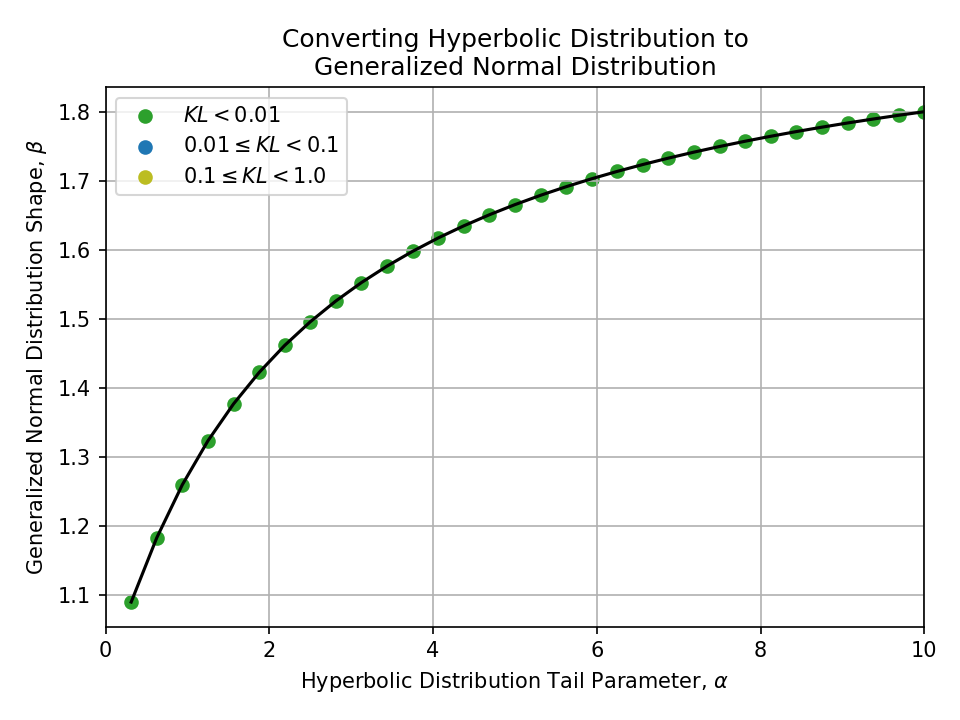 Converting Hyperbolic Distribution to
Generalized Normal Distribution
KL < 0.01
0.01 ≤ KL < 0.1
0.1 ≤ KL < 1.0
Generalized Normal Distribution Shape, β
1.8
1.7
1.6
1.5
1.4
1.3
1.2
1.1
0 2 4 6 8 10
Hyperbolic Distribution Tail Parameter, α